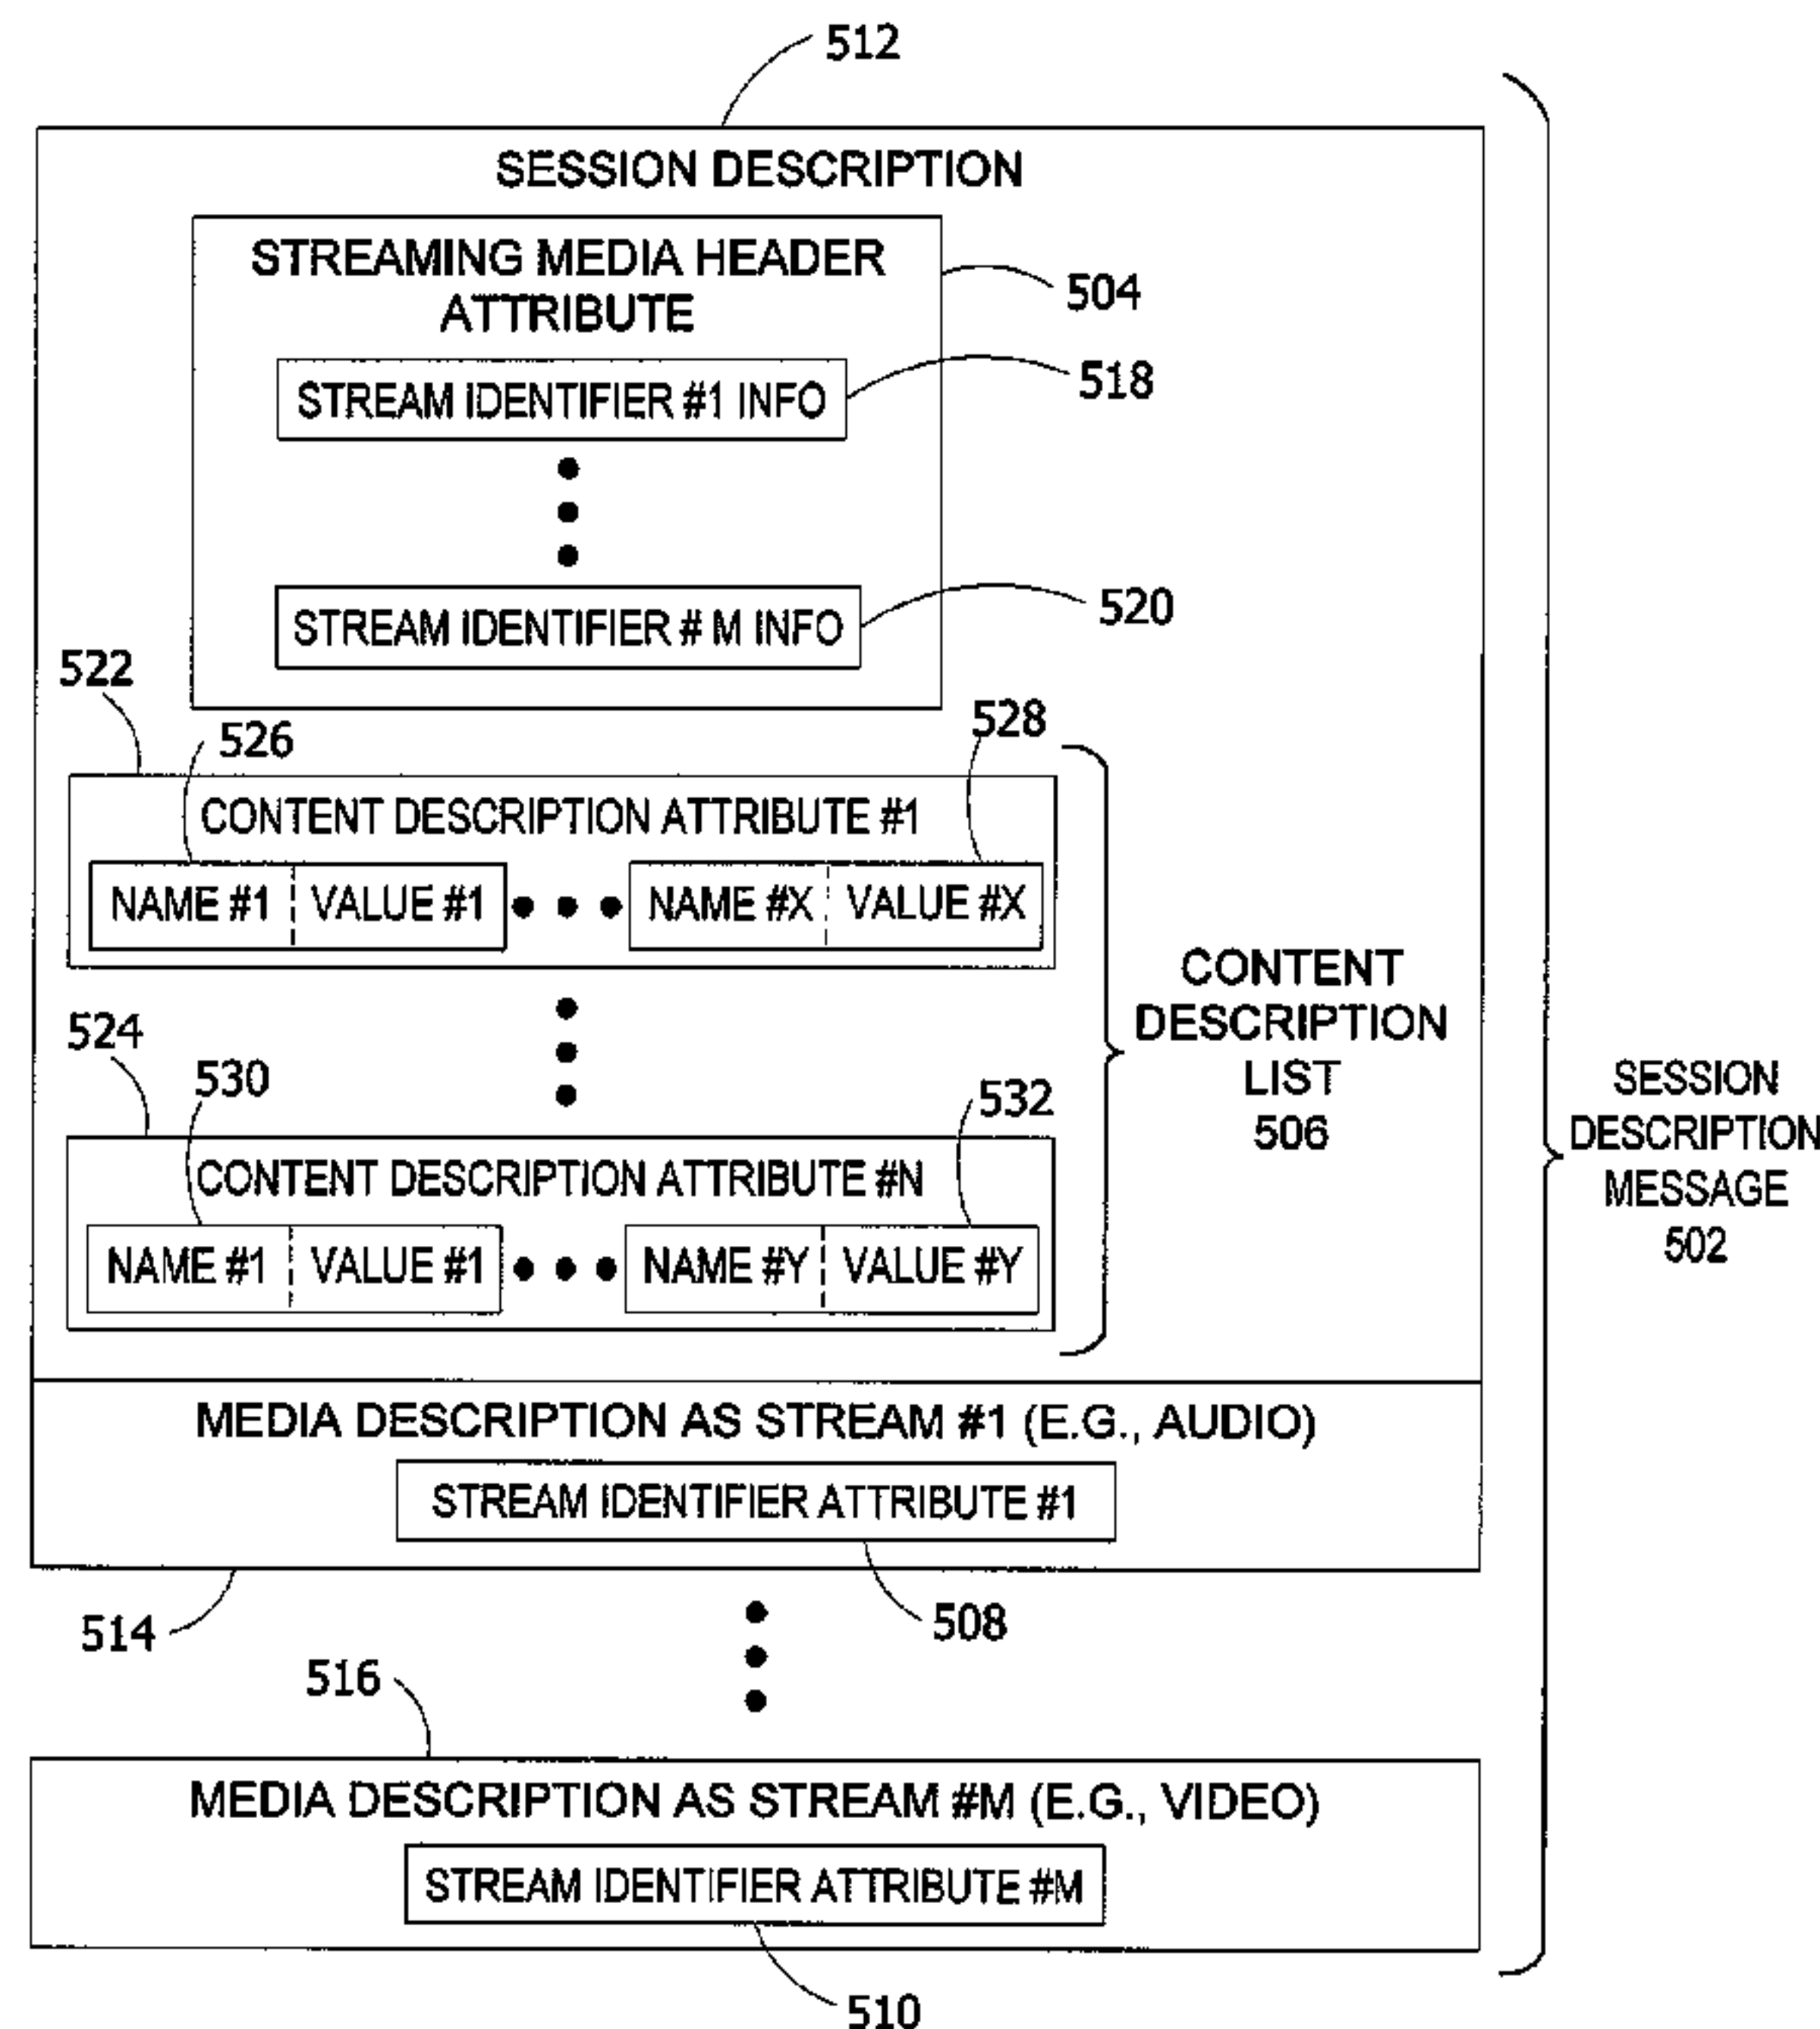 512
SESSION DESCRIPTION
STREAMING MEDIA HEADER
ATTRIBUTE
504
STREAM IDENTIFIER #1 INFO
518
STREAM IDENTIFIER # M INFO
520
522
526
528
CONTENT DESCRIPTION ATTRIBUTE #1
NAME #1 VALUE #1 NAME #X VALUE #X
524
530
532
CONTENT DESCRIPTION ATTRIBUTE #N
NAME #1 VALUE #1 NAME #Y VALUE #Y
CONTENT
DESCRIPTION
LIST
506
SESSION
DESCRIPTION
MESSAGE
502
MEDIA DESCRIPTION AS STREAM #1 (E.G., AUDIO)
STREAM IDENTIFIER ATTRIBUTE #1
514
508
516
MEDIA DESCRIPTION AS STREAM #M (E.G., VIDEO)
STREAM IDENTIFIER ATTRIBUTE #M
510